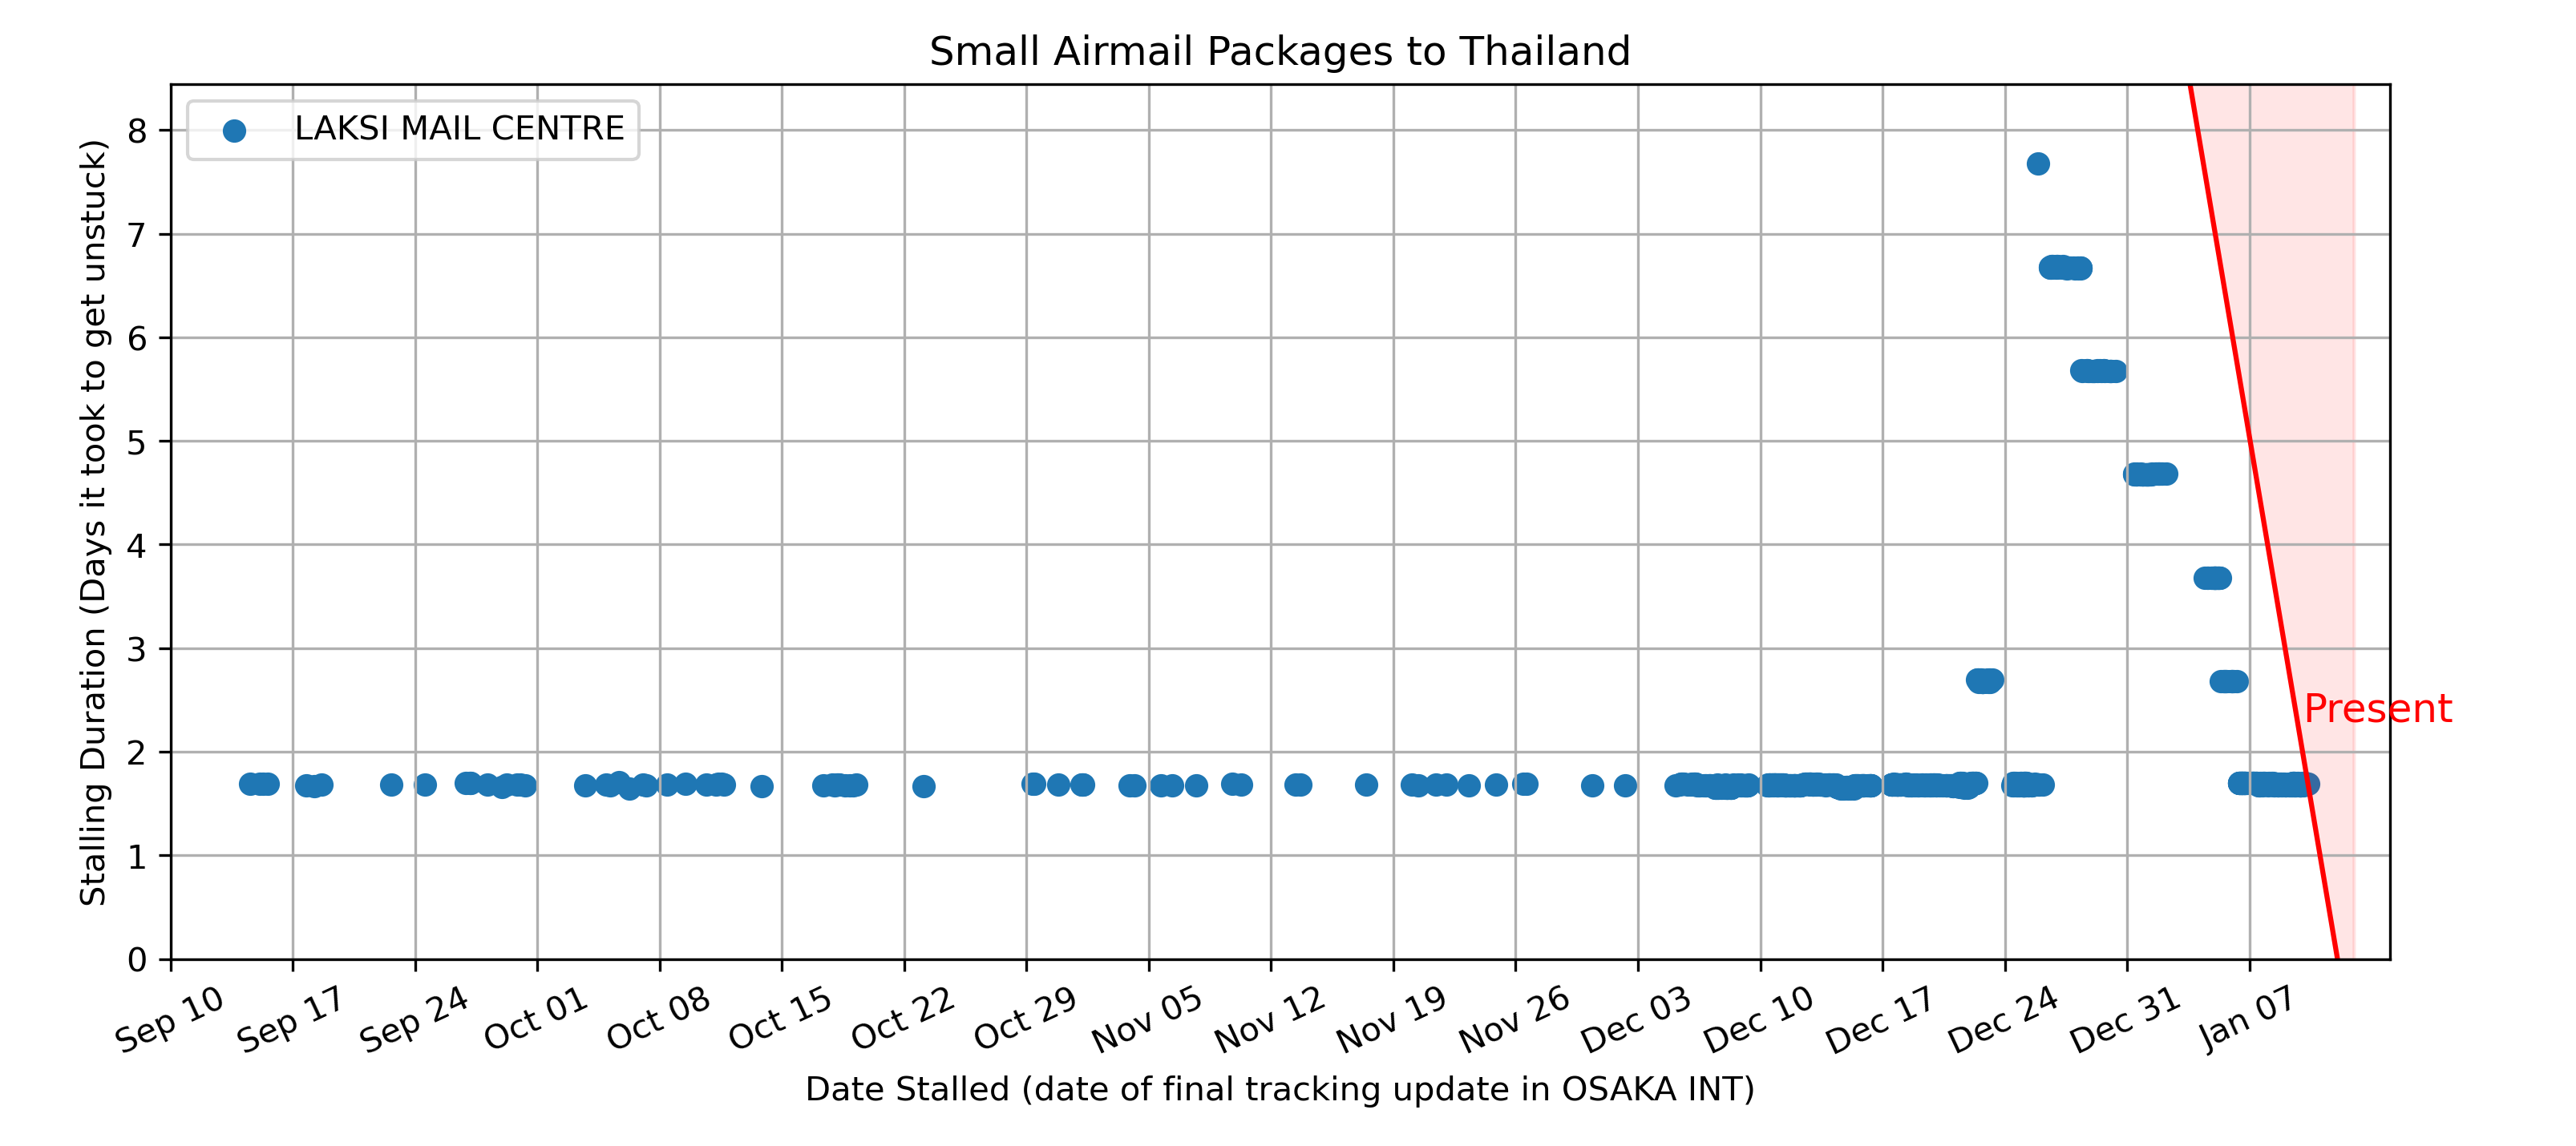 Small Airmail Packages to Thailand
LAKSI MAIL CENTRE
Stalling Duration (Days it took to get unstuck)
8
7
6
5
4
3
2
1
0
Present
Sep 10
Sep 17
Sep 24
Oct 01
Oct 08
Oct 15
Oct 22
Oct 29
Nov 05
Nov 12
Nov 19
Nov 26
Dec 03
Dec 10
Dec 17
Dec 24
Dec 31
Jan 07
Date Stalled (date of final tracking update in OSAKA INT)